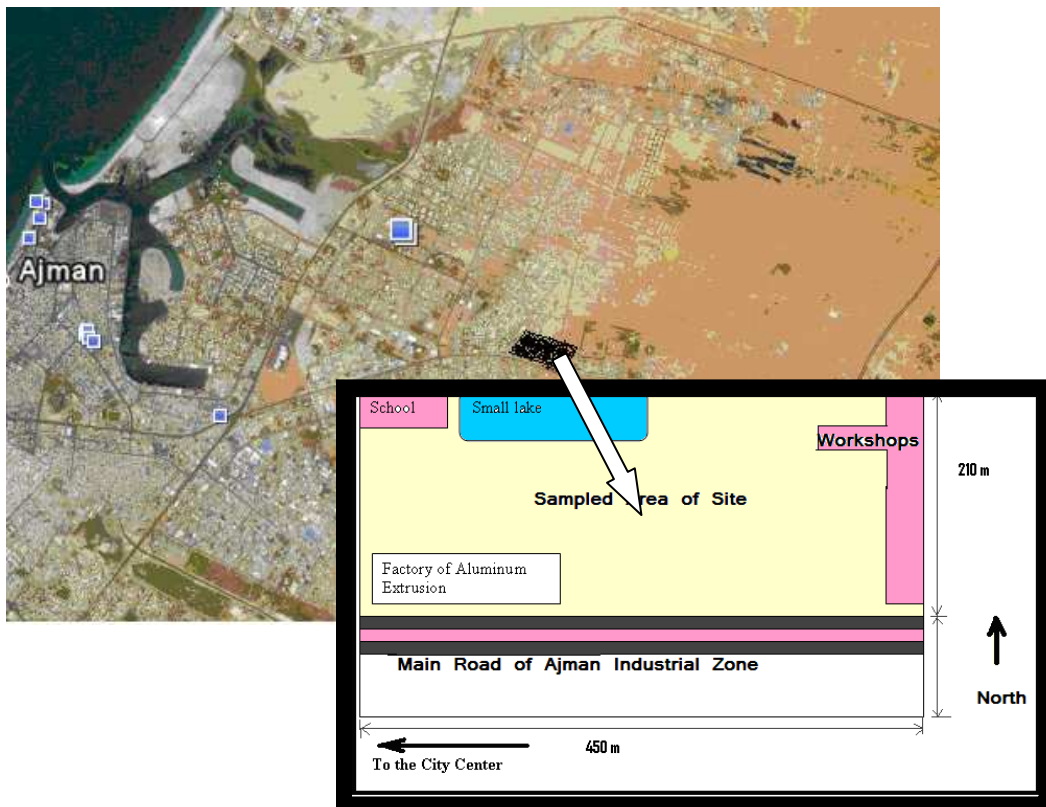 Ajman
School
Small lake
Workshops
210 m
Sampled Area of Site
Factory of Aluminum
Extrusion
Main Road of Ajman Industrial Zone
North
450 m
To the City Center